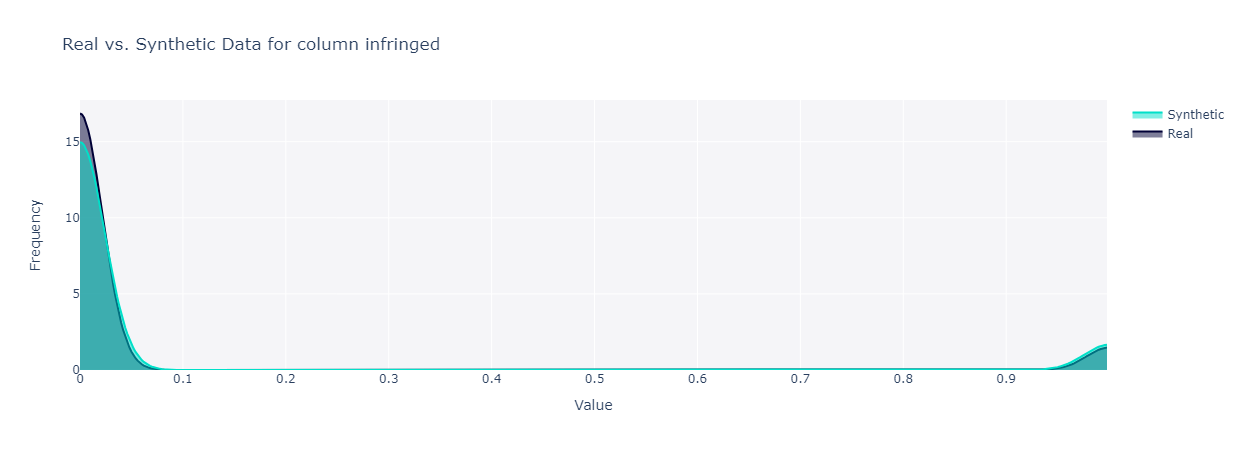 Real vs. Synthetic Data for column infringed
Synthetic
Real
Frequency
15
10
5
0
0 0.1 0.2 0.3 0.4 0.5 0.6 0.7 0.8 0.9
Value